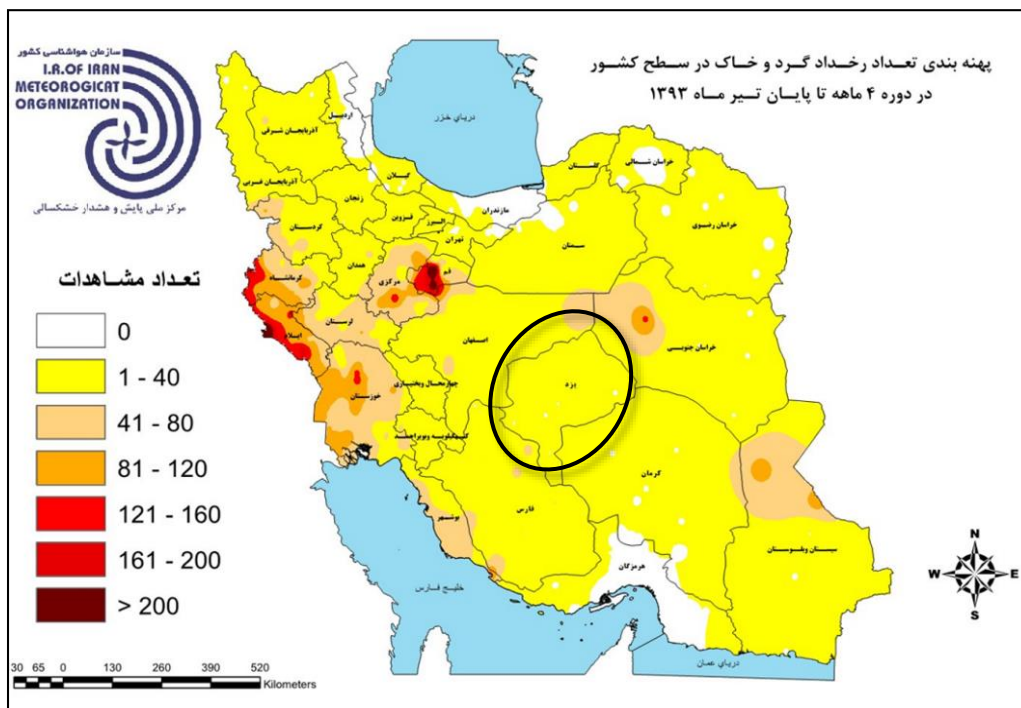 سازمان هواشناسی کشور
I.R.OF IRAN
METEOROGICAT
ORGANIZATION
مرکز ملی پایش و هشدار خشکسالی
پهنه بندی تعداد رخداد گرد و خاک در سطح کشور
در دوره ۴ ماهه تا پایان تیر ماه ۱۳۹۳
دریای خزر
اردبیل
آذربایجان شرقی
آذربایجان غربی
گیلان
زنجان
قزوین
البرز
تهران
مازندران
گلستان
خراسان شمالی
خراسان رضوی
سمنان
کردستان
همدان
کرمانشاه
مرکزی
قم
لرستان
ایلام
اصفهان
خراسان جنوبی
یزد
چهارمحال وبختیاری
خوزستان
کهگیلویه وبویراحمد
کرمان
فارس
بوشهر
هرمزگان
سیستان وبلوچستان
خلیج فارس
دریای عمان
تعداد مشاهدات
0
1 - 40
41 - 80
81 - 120
121 - 160
161 - 200
> 200
N
W E
S
30 65 0 130 260 390 520
Kilometers